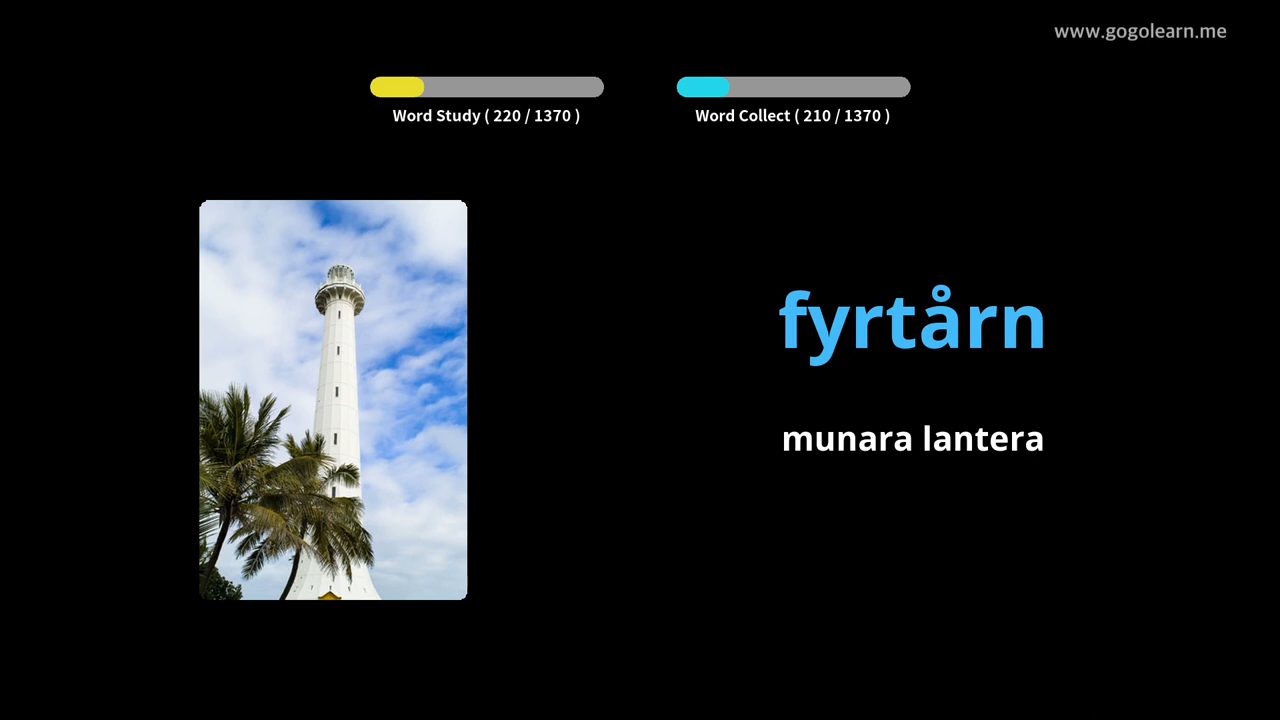 www.gogolearn.me
Word Study ( 220 / 1370 )
Word Collect ( 210 / 1370 )
fyrtårn
munara lantera